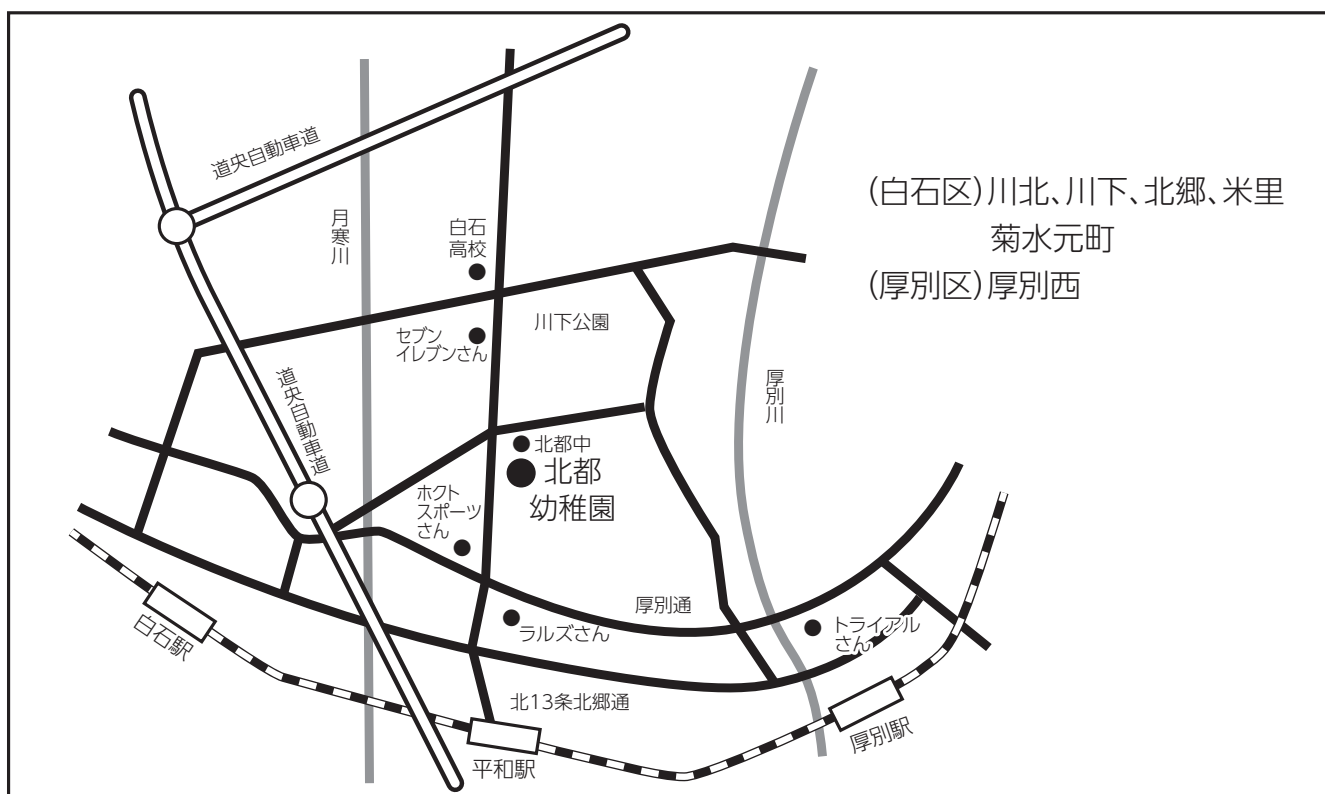 道央自動車道
(白石区)川北、川下、北郷、米里
菊水元町
(厚別区)厚別西
月寒川
白石
高校
セブン
イレブンさん
川下公園
道央自動車道
厚別川
北都中
北都
幼稚園
ホクト
スポーツ
さん
厚別通
ラルズさん
トライアル
さん
白石駅
北13条北郷通
平和駅
厚別駅